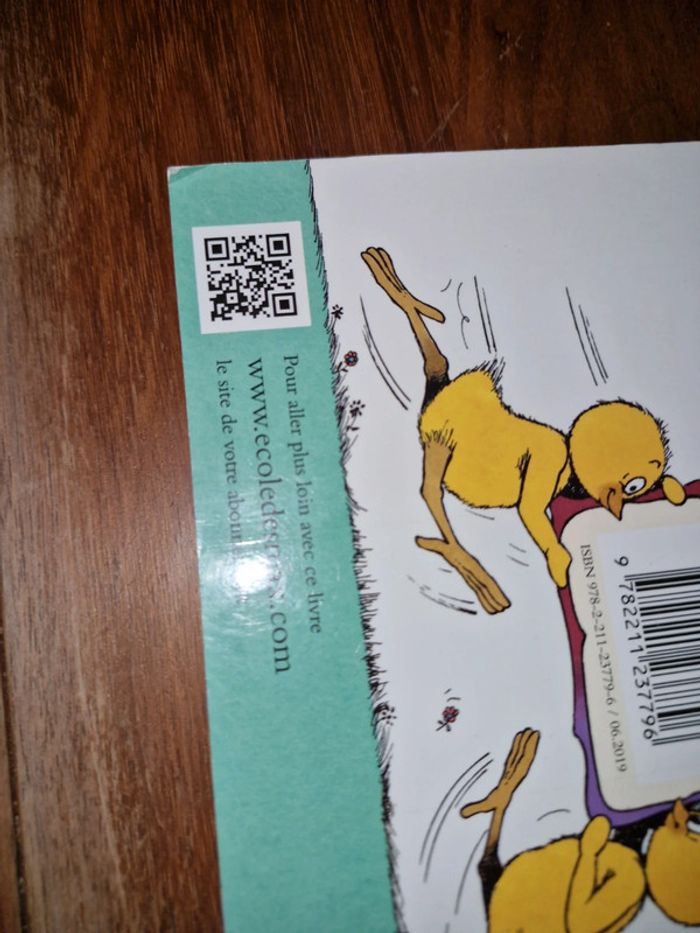 Pour aller plus loin avec ce livre
le site de votre
ISBN 978-2-211-23779-6 / 06.2019
9 782211 237796